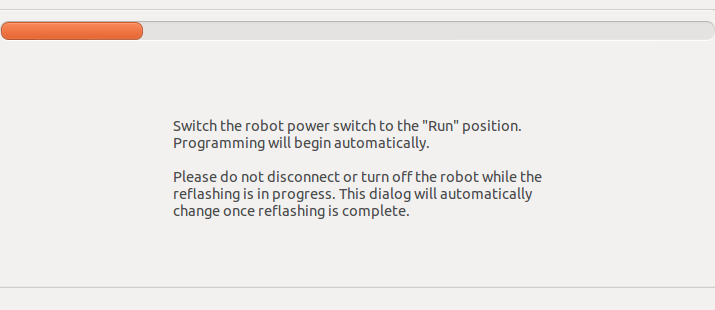 Switch the robot power switch to the "Run" position.
Programming will begin automatically.
Please do not disconnect or turn off the robot while the
reflashing is in progress. This dialog will automatically
change once reflashing is complete.